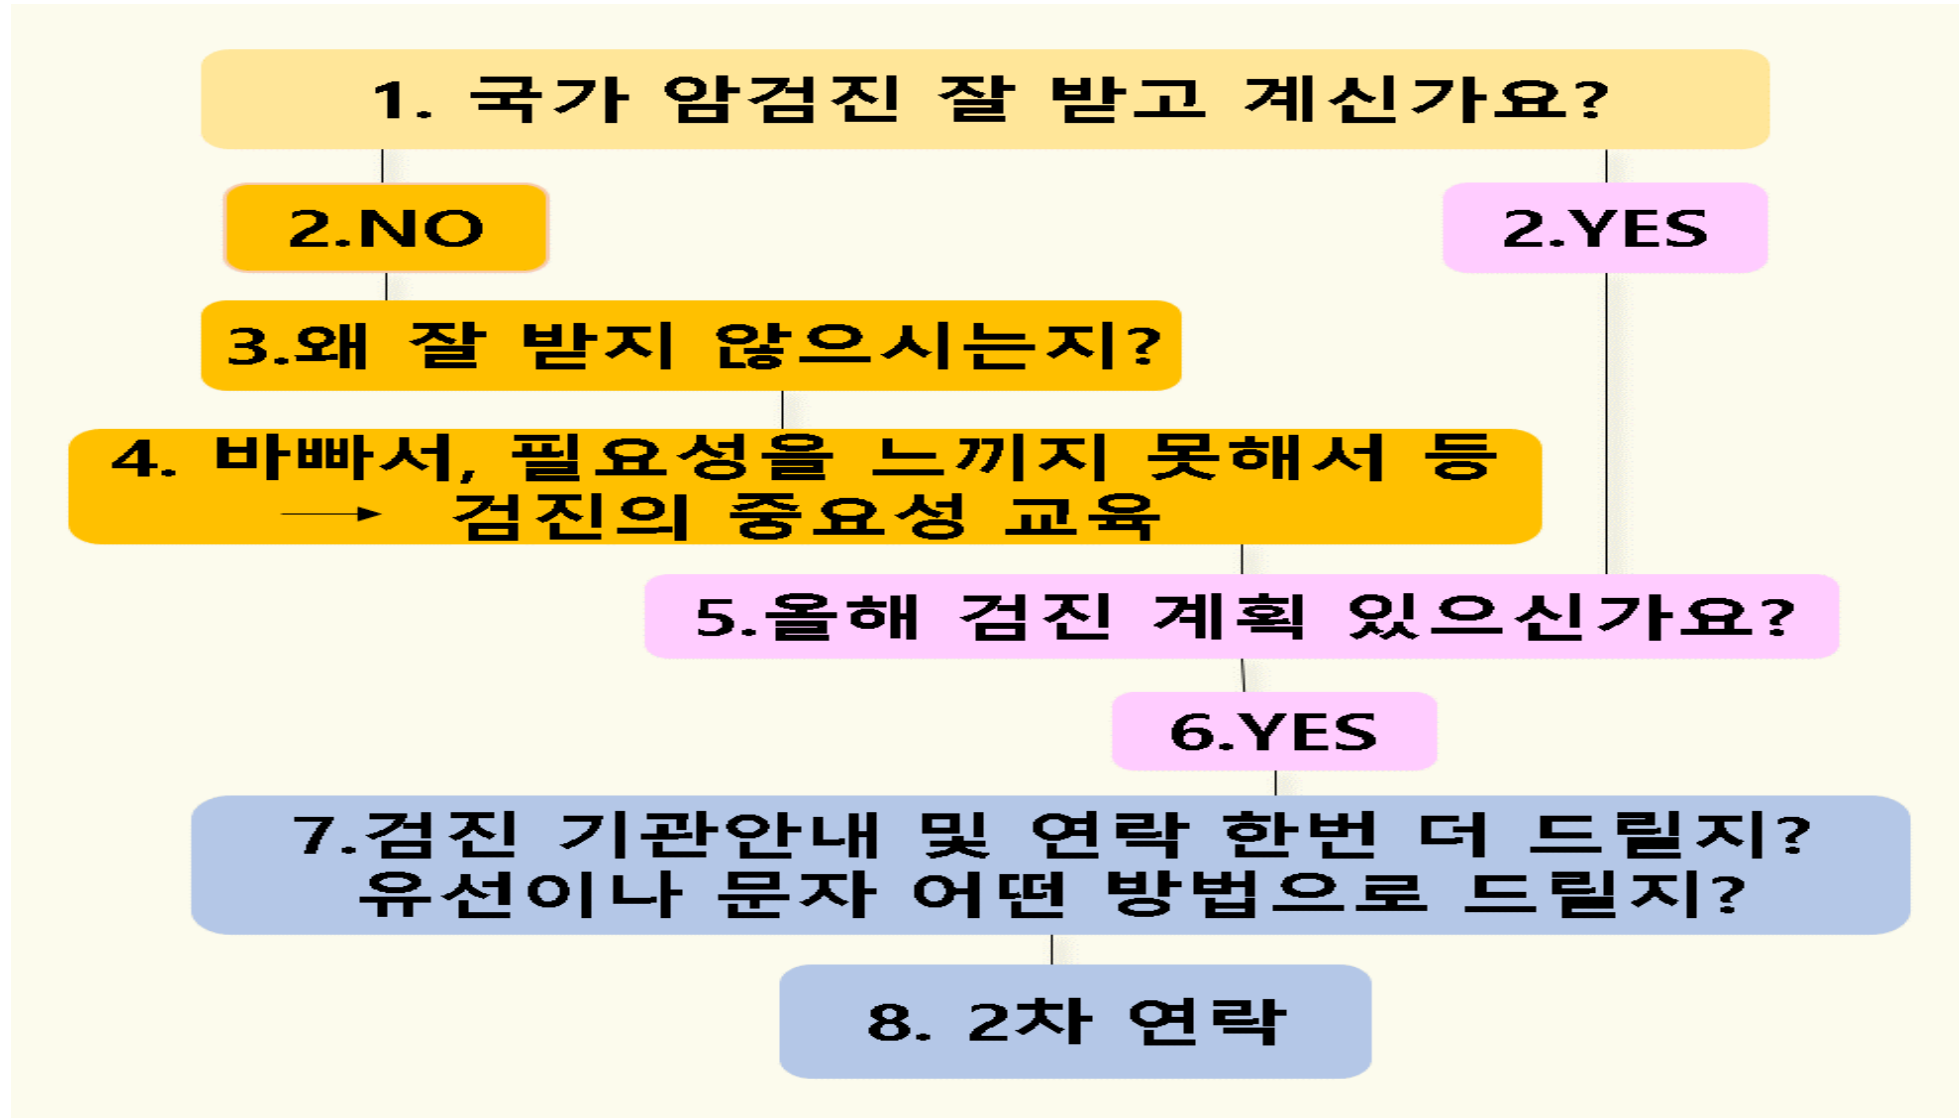 1. 국가 암검진 잘 받고 계신가요?
2.NO
2.YES
3.왜 잘 받지 않으시는지?
4. 바빠서, 필요성을 느끼지 못해서 등
→ 검진의 중요성 교육
5.올해 검진 계획 있으신가요?
6.YES
7.검진 기관안내 및 연락 한번 더 드릴지?
유선이나 문자 어떤 방법으로 드릴지?
8. 2차 연락